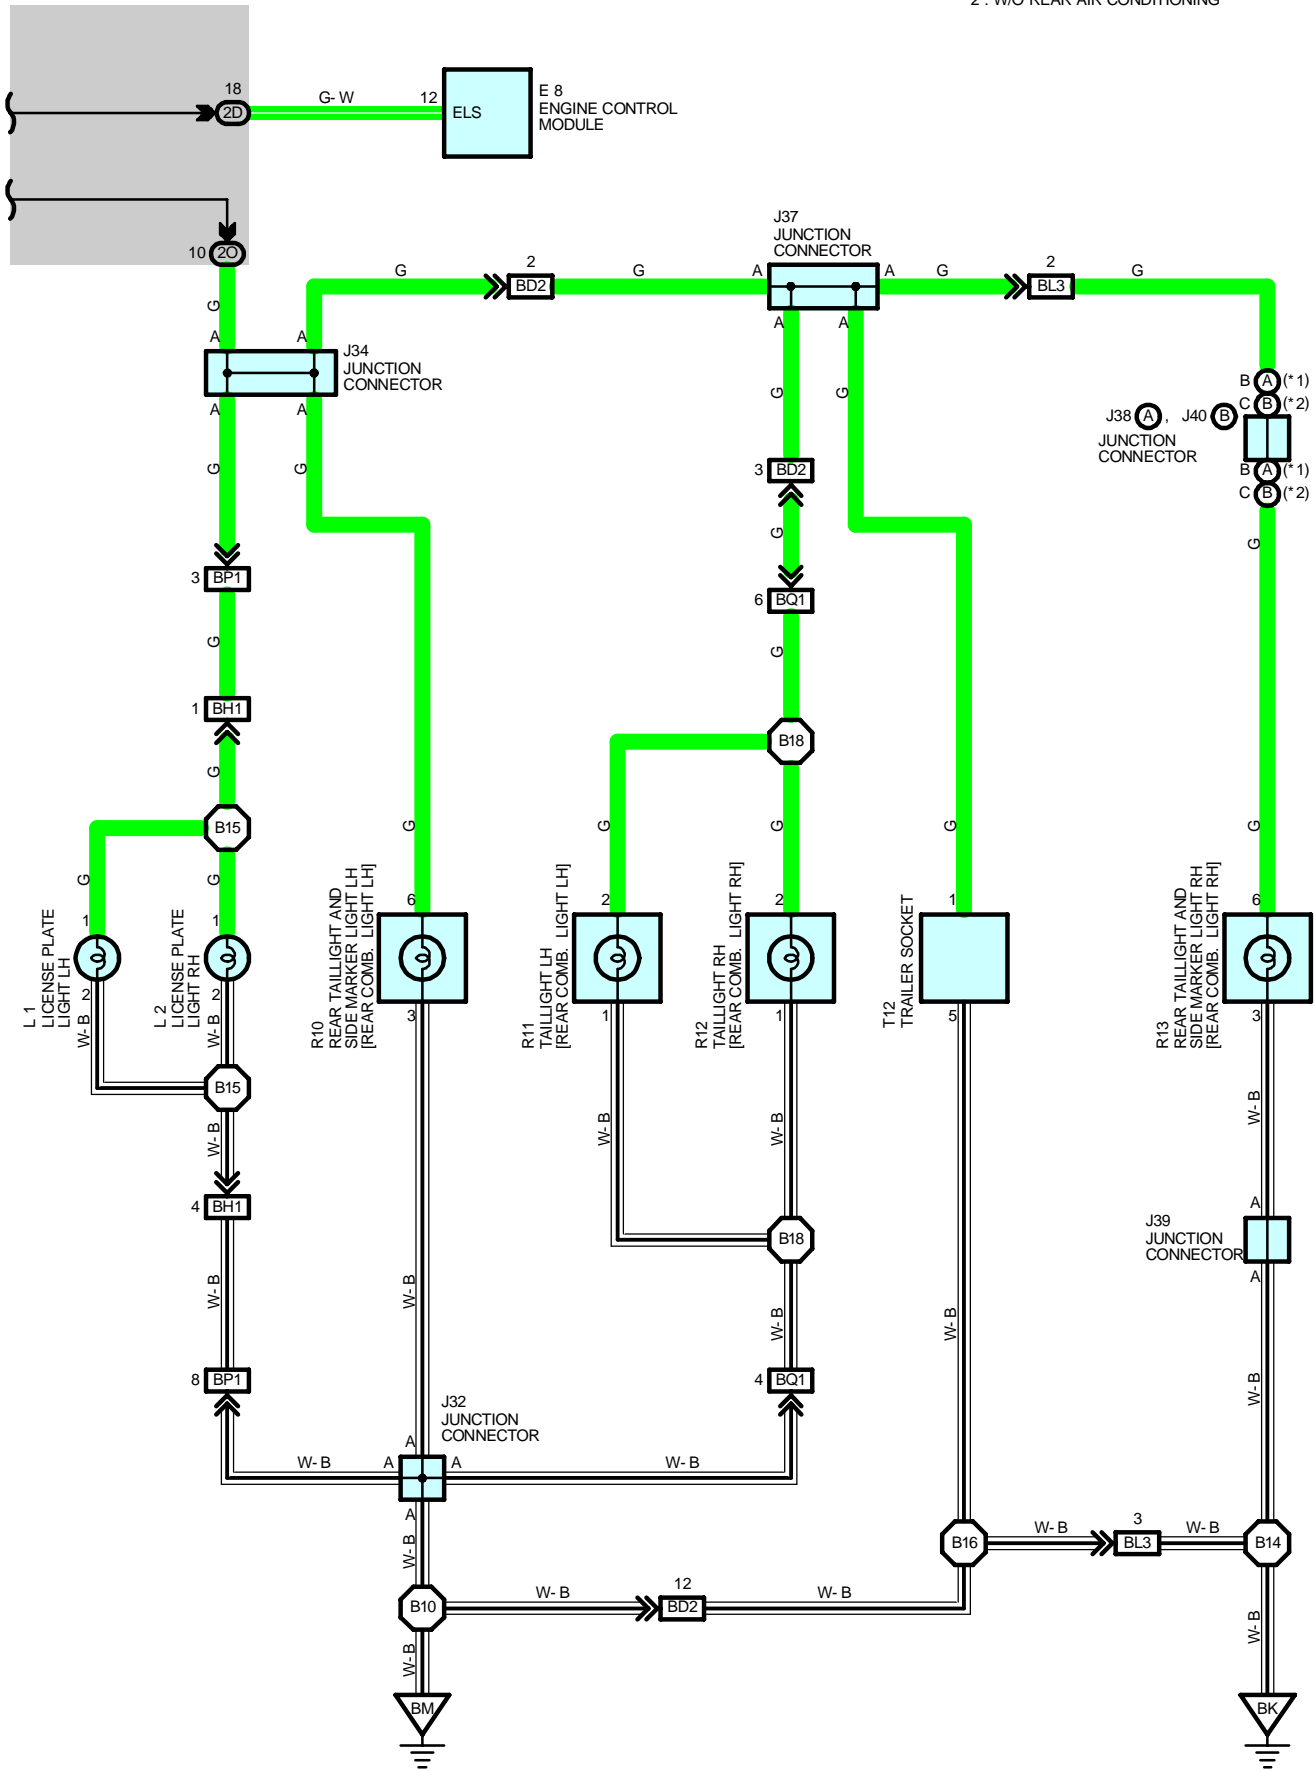 2 : W/O REAR AIR CONDITIONING
18
2D
G- W
12
ELS
E 8
ENGINE CONTROL
MODULE
10
2O
G
A
A
J34
JUNCTION
CONNECTOR
A
A
G
2
BD2
G
A
J37
JUNCTION
CONNECTOR
A
G
2
BL3
G
A
A
G
G
B A (* 1)
C B (* 2)
J38 A , J40 B
JUNCTION
CONNECTOR
B A (* 1)
C B (* 2)
G
G
G
3 BD2
G
6 BQ1
G
3 BP1
G
1 BH1
G
B15
B18
G
G
G
G
G
G
G
L 1
LICENSE PLATE
LIGHT LH
1
2
L 2
LICENSE PLATE
LIGHT RH
1
2
R10
REAR TAILLIGHT AND
SIDE MARKER LIGHT LH
[REAR COMB. LIGHT LH]
6
3
R11
TAILLIGHT LH
[REAR COMB. LIGHT LH]
2
1
R12
TAILLIGHT RH
[REAR COMB. LIGHT RH]
2
1
T12
TRAILER SOCKET
1
5
R13
REAR TAILLIGHT AND
SIDE MARKER LIGHT RH
[REAR COMB. LIGHT RH]
6
3
W- B
W- B
B15
W- B
4 BH1
W- B
8 BP1
W- B
W- B
W- B
B18
W- B
4 BQ1
W- B
W- B
A
J39
JUNCTION
CONNECTOR
A
W- B
J32
JUNCTION
CONNECTOR
A
W- B
A
A
W- B
A
W- B
B10
W- B
12
BD2
W- B
B16
W- B
3
BL3
W- B
B14
W- B
W- B
BM
BK